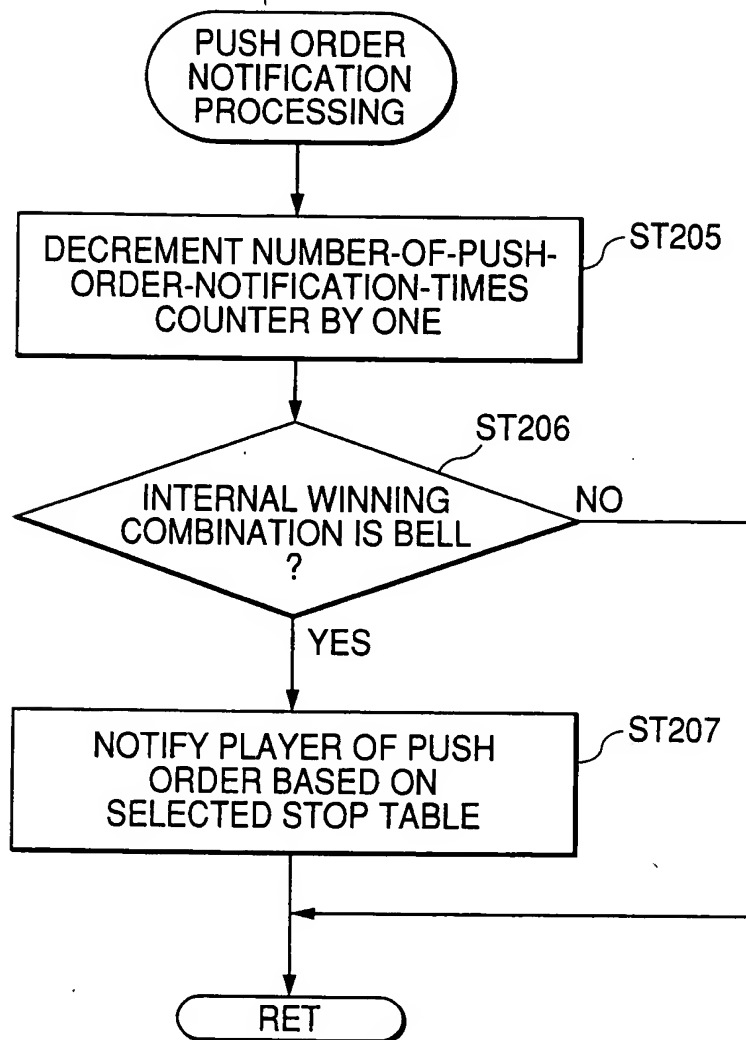 PUSH ORDER
NOTIFICATION
PROCESSING
DECREMENT NUMBER-OF-PUSH-
ORDER-NOTIFICATION-TIMES
COUNTER BY ONE
ST205
ST206
INTERNAL WINNING
COMBINATION IS BELL
?
NO
YES
NOTIFY PLAYER OF PUSH
ORDER BASED ON
SELECTED STOP TABLE
ST207
RET